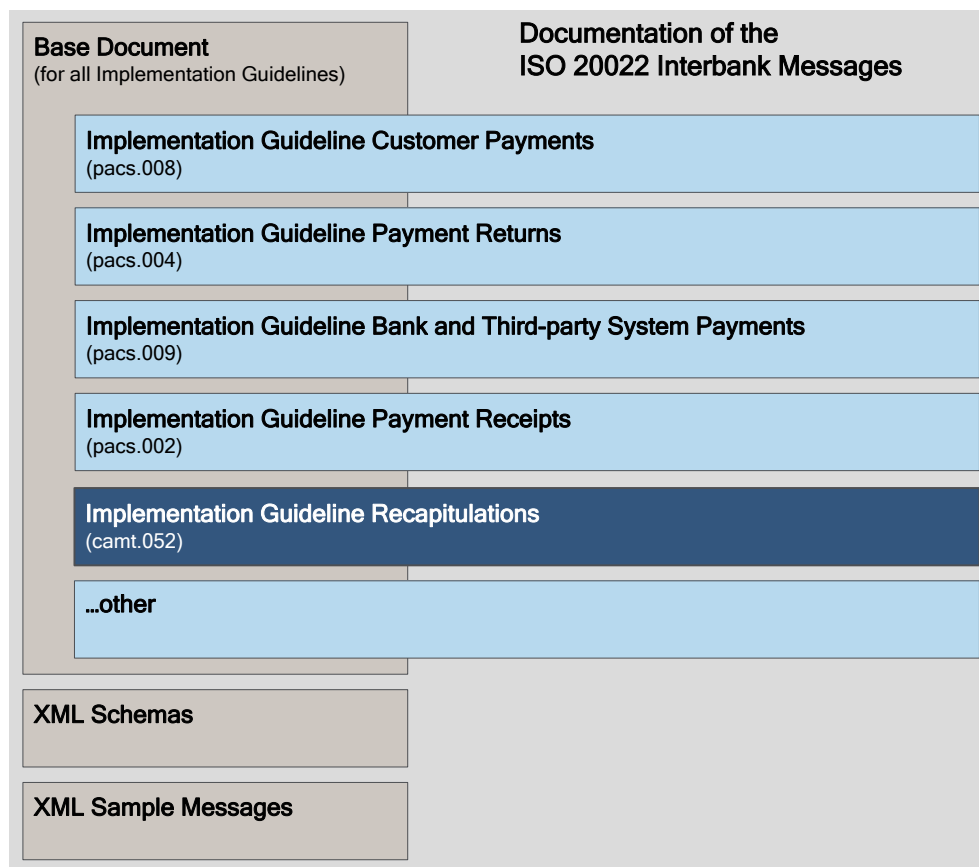 Base Document
(for all Implementation Guidelines)
Documentation of the
ISO 20022 Interbank Messages
Implementation Guideline Customer Payments
(pacs.008)
Implementation Guideline Payment Returns
(pacs.004)
Implementation Guideline Bank and Third-party System Payments
(pacs.009)
Implementation Guideline Payment Receipts
(pacs.002)
Implementation Guideline Recapitulations
(camt.052)
...other
XML Schemas
XML Sample Messages